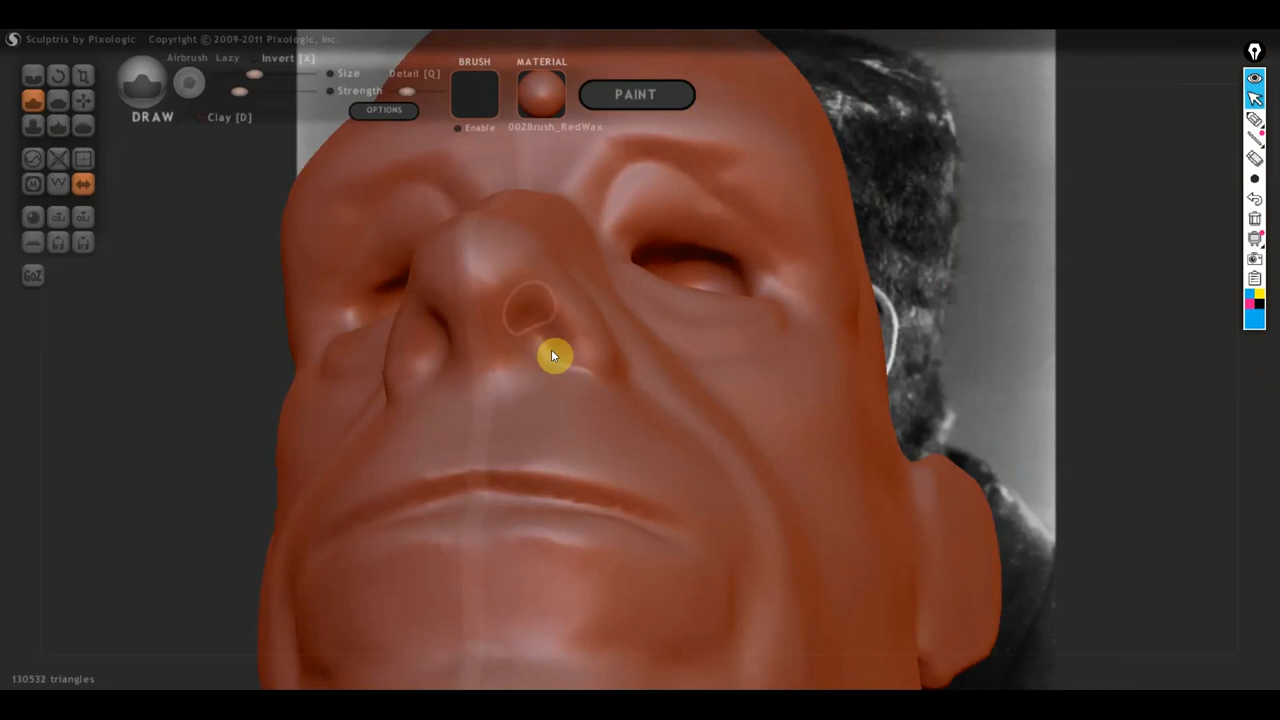 Sculptris by Pixologic Copyright © 2009-2011 Pixologic, Inc.
Airbrush Lazy Invert [X]
Size Detail [Q]
Strength
OPTIONS
DRAW Clay [D]
BRUSH MATERIAL
PAINT
Enable 00ZBrush_RedWax
GoZ
130532 triangles